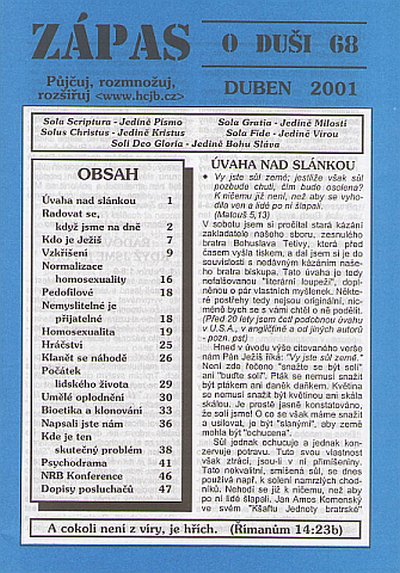 ZÁPAS O DUŠI 68
Půjčuj, rozmnožuj,
rozšiřuj <www.hcjb.cz>
DUBEN 2001
Sola Scriptura - Jedině Písmo Sola Gratia - Jedině Milostí
Solus Christus - Jedině Kristus Sola Fide - Jedině Vírou
Soli Deo Gloria - Jedině Bohu Sláva
OBSAH
Úvaha nad slánkou 1
Radovat se,
když jsme na dně 2
Kdo je Ježiš 7
Vzkříšení 9
Normalizace
homosexuality 16
Pedofilové 18
Nemyslitelné je
přijatelné 18
Homosexualita 19
Hráčství 25
Klanět se náhodě 26
Počátek
lidského života 29
Umělé oplodnění 30
Bioetika a klonování 33
Napsali jste nám 36
Kde je ten
skutečný problém 38
Psychodrama 41
NRB Konference 46
Dopisy posluchačů 47
ÚVAHA NAD SLÁNKOU
• Vy jste sůl země; jestliže však sůl
pozbude chuti, čím bude osolena?
K ničemu již není, než aby se vyho-
dila ven a lidé po ní šlapali.
(Matouš 5,13)
V sobotu jsem si pročítal stará kázání
zakladatele našeho sboru, zesnulého
bratra Bohuslava Tetivy, která před
časem vyšla tiskem, a dal jsem si je do
souvislosti s nedávným kázáním naše-
ho bratra biskupa. Tato úvaha je tedy
nefalšovanou "literární loupeží", dopl-
něnou o pár vlastních myšlenek. Někte-
ré postřehy tedy nejsou originální, nic-
méně bych se s vámi chtěl o ně podělit.
(Před 20 lety jsem četl podobnou úvahu
v U.S.A., v angličtině a od jiných autorů
- pozn. pst)
Hned v úvodu výše citovaného verše
nám Pán Ježíš říká: "Vy jste sůl země."
Není zde řečeno "snažte se být solí"
ani "buďte solí". Pták se nemusí snažit
být ptákem ani daněk daňkem. Květina
se nemusí snažit být květinou ani skála
skálou. Je prostě jasně konstatováno,
že solí jsme! O co se však máme snažit
a usilovat, je být "slanými", aby země
mohla být "ochucena".
Sůl jednak ochucuje a jednak kon-
zervuje potravu. Tuto svou vlastnost
však ztrácí, jsou-li v ní přimíšeniny.
Tato nekvalitní, smíšená sůl, se dnes
používá např. k solení namrzlých chod-
níků. Nehodí se již k ničemu, než aby
po ní lidé šlapali. Jan Amos Komenský
ve svém "Kšaftu Jednoty bratrské"
A cokoli není z víry, je hřích. (Římanům 14:23b)